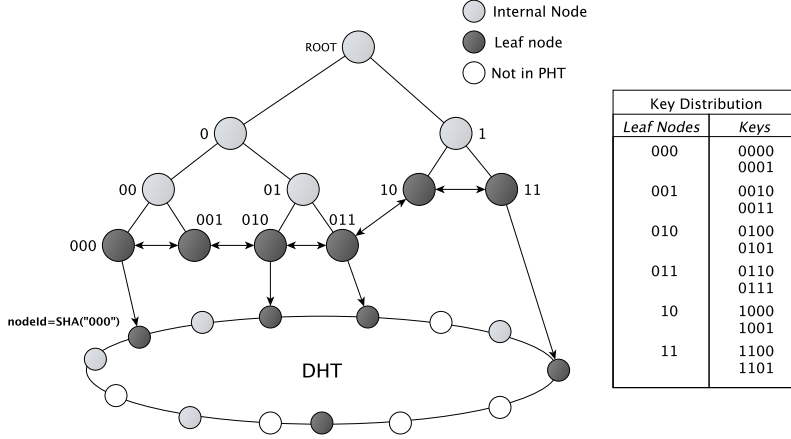 Internal Node
Leaf node
Not in PHT
ROOT
0
1
00
01
10
11
000
001
010
011
nodeId=SHA("000")
DHT
Key Distribution
Leaf Nodes Keys
000 0000
0001
001 0010
0011
010 0100
0101
011 0110
0111
10 1000
1001
11 1100
1101